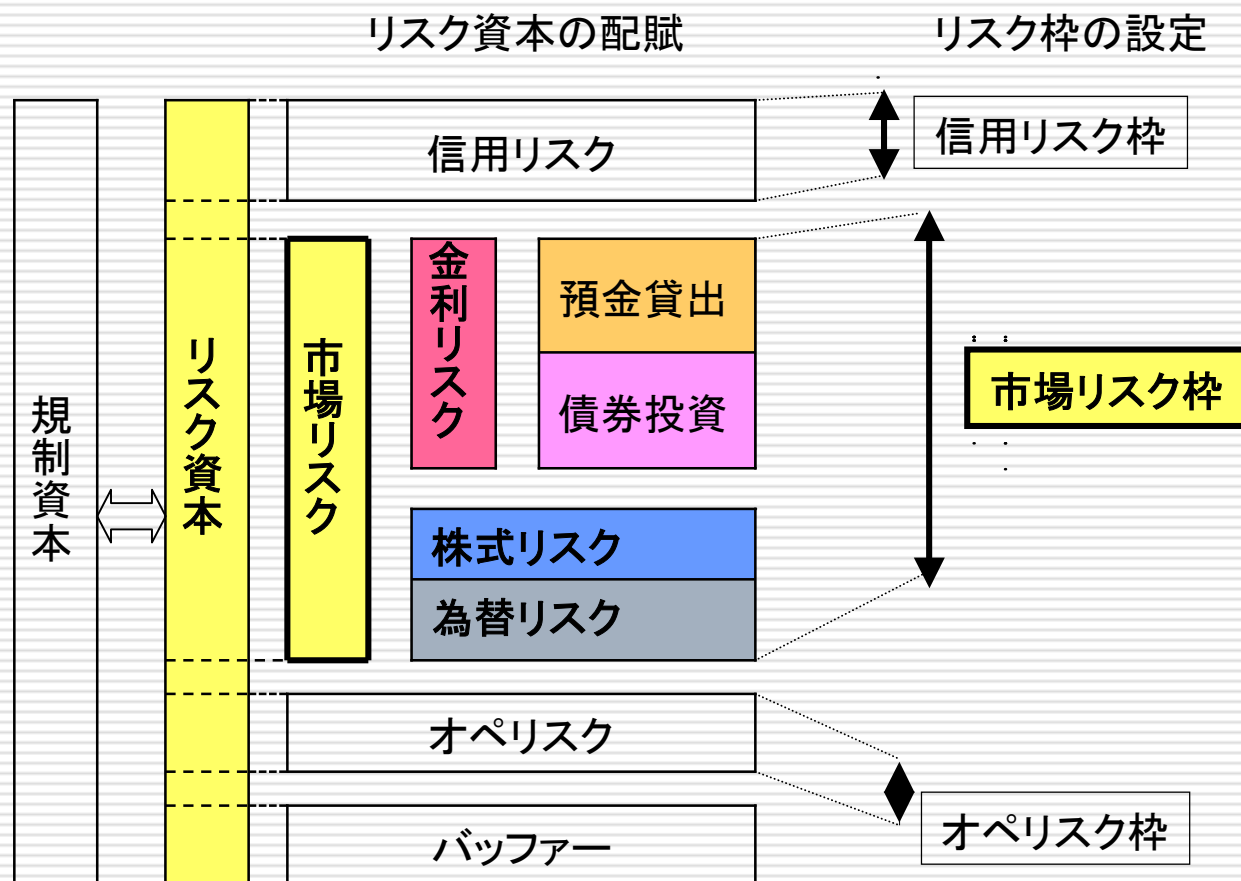 リスク資本の配賦
リスク枠の設定
規制資本
リスク資本
信用リスク
信用リスク枠
市場リスク
金利リスク
預金貸出
債券投資
市場リスク枠
株式リスク
為替リスク
オペリスク
オペリスク枠
バッファー